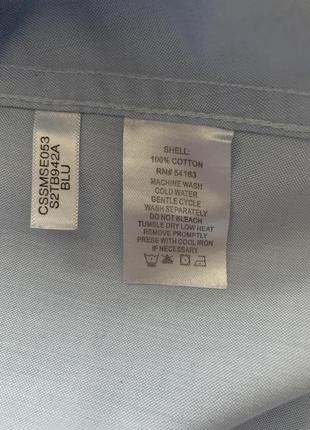 CSSMSE053
S2TB942A
BLU
SHELL:
100% COTTON
RN# 54163
MACHINE WASH
COLD WATER
GENTLE CYCLE
WASH SEPARATELY
DO NOT BLEACH
TUMBLE DRY LOW HEAT
REMOVE PROMPTLY
PRESS WITH COOL IRON
IF NECESSARY